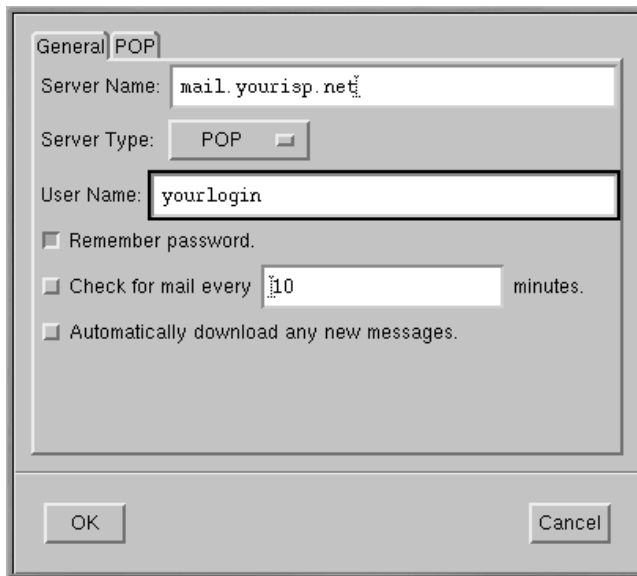 General POP
Server Name: mail.yourisp.net
Server Type: POP
User Name: yourlogin
Remember password.
Check for mail every 10 minutes.
Automatically download any new messages.
OK Cancel